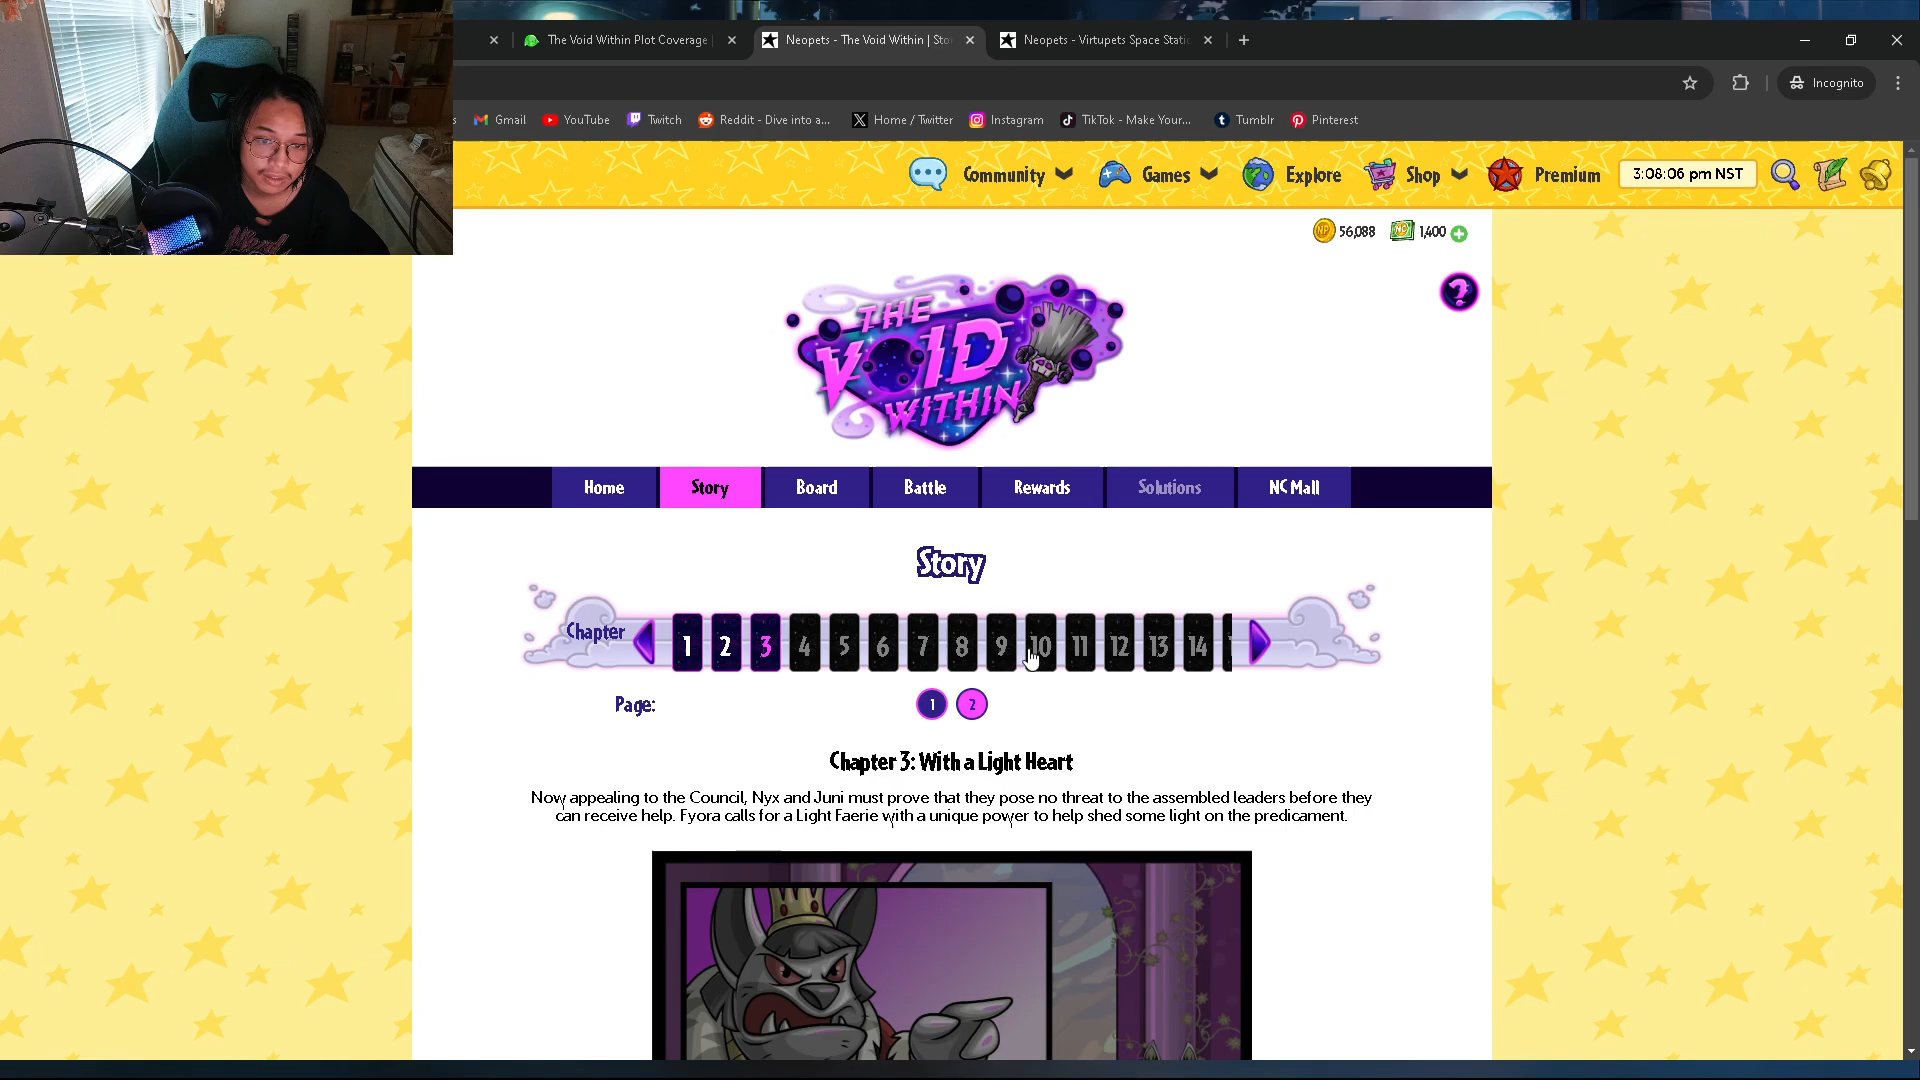 The Void Within Plot Coverage
Neopets - The Void Within | Sto
Neopets - Virtupets Space Stati
Incognito
s
Gmail
YouTube
Twitch
Reddit - Dive into a...
Home / Twitter
Instagram
TikTok - Make Your...
Tumblr
Pinterest
Community
Games
Explore
Shop
Premium
3:08:06 pm NST
NP 56,088
NC 1,400
THE
VOID
WITHIN
?
Home
Story
Board
Battle
Rewards
Solutions
NC Mall
Story
Chapter
1 2 3 4 5 6 7 8 9 10 11 12 13 14
Page:
1 2
Chapter 3: With a Light Heart
Now appealing to the Council, Nyx and Juni must prove that they pose no threat to the assembled leaders before they
can receive help. Fyora calls for a Light Faerie with a unique power to help shed some light on the predicament.